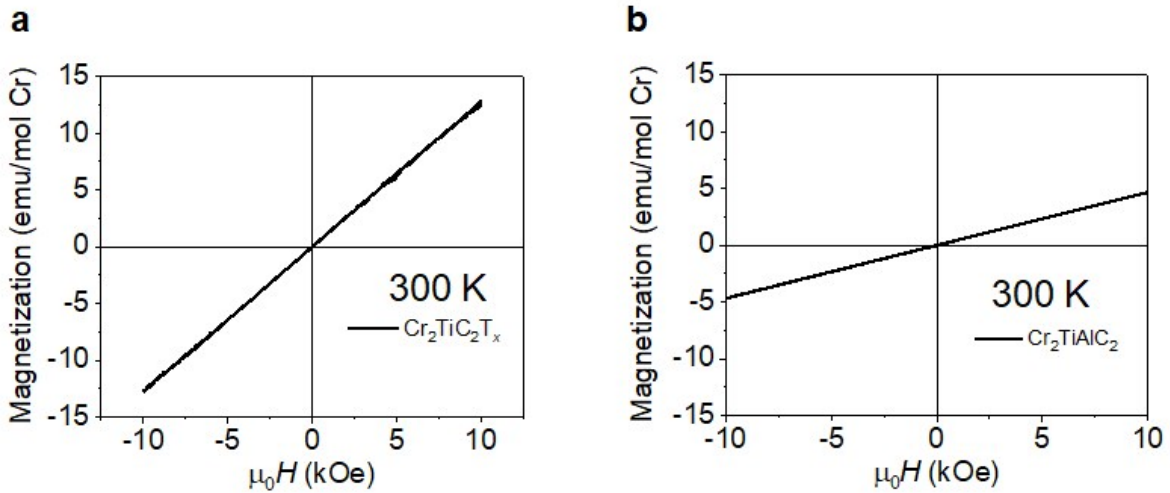 a
Magnetization (emu/mol Cr)
15
10
5
0
-5
-10
-15
300 K
Cr₂TiC₂Tₓ
-10 -5 0 5 10
μ₀H (kOe)
b
Magnetization (emu/mol Cr)
15
10
5
0
-5
-10
-15
300 K
Cr₂TiAlC₂
-10 -5 0 5 10
μ₀H (kOe)